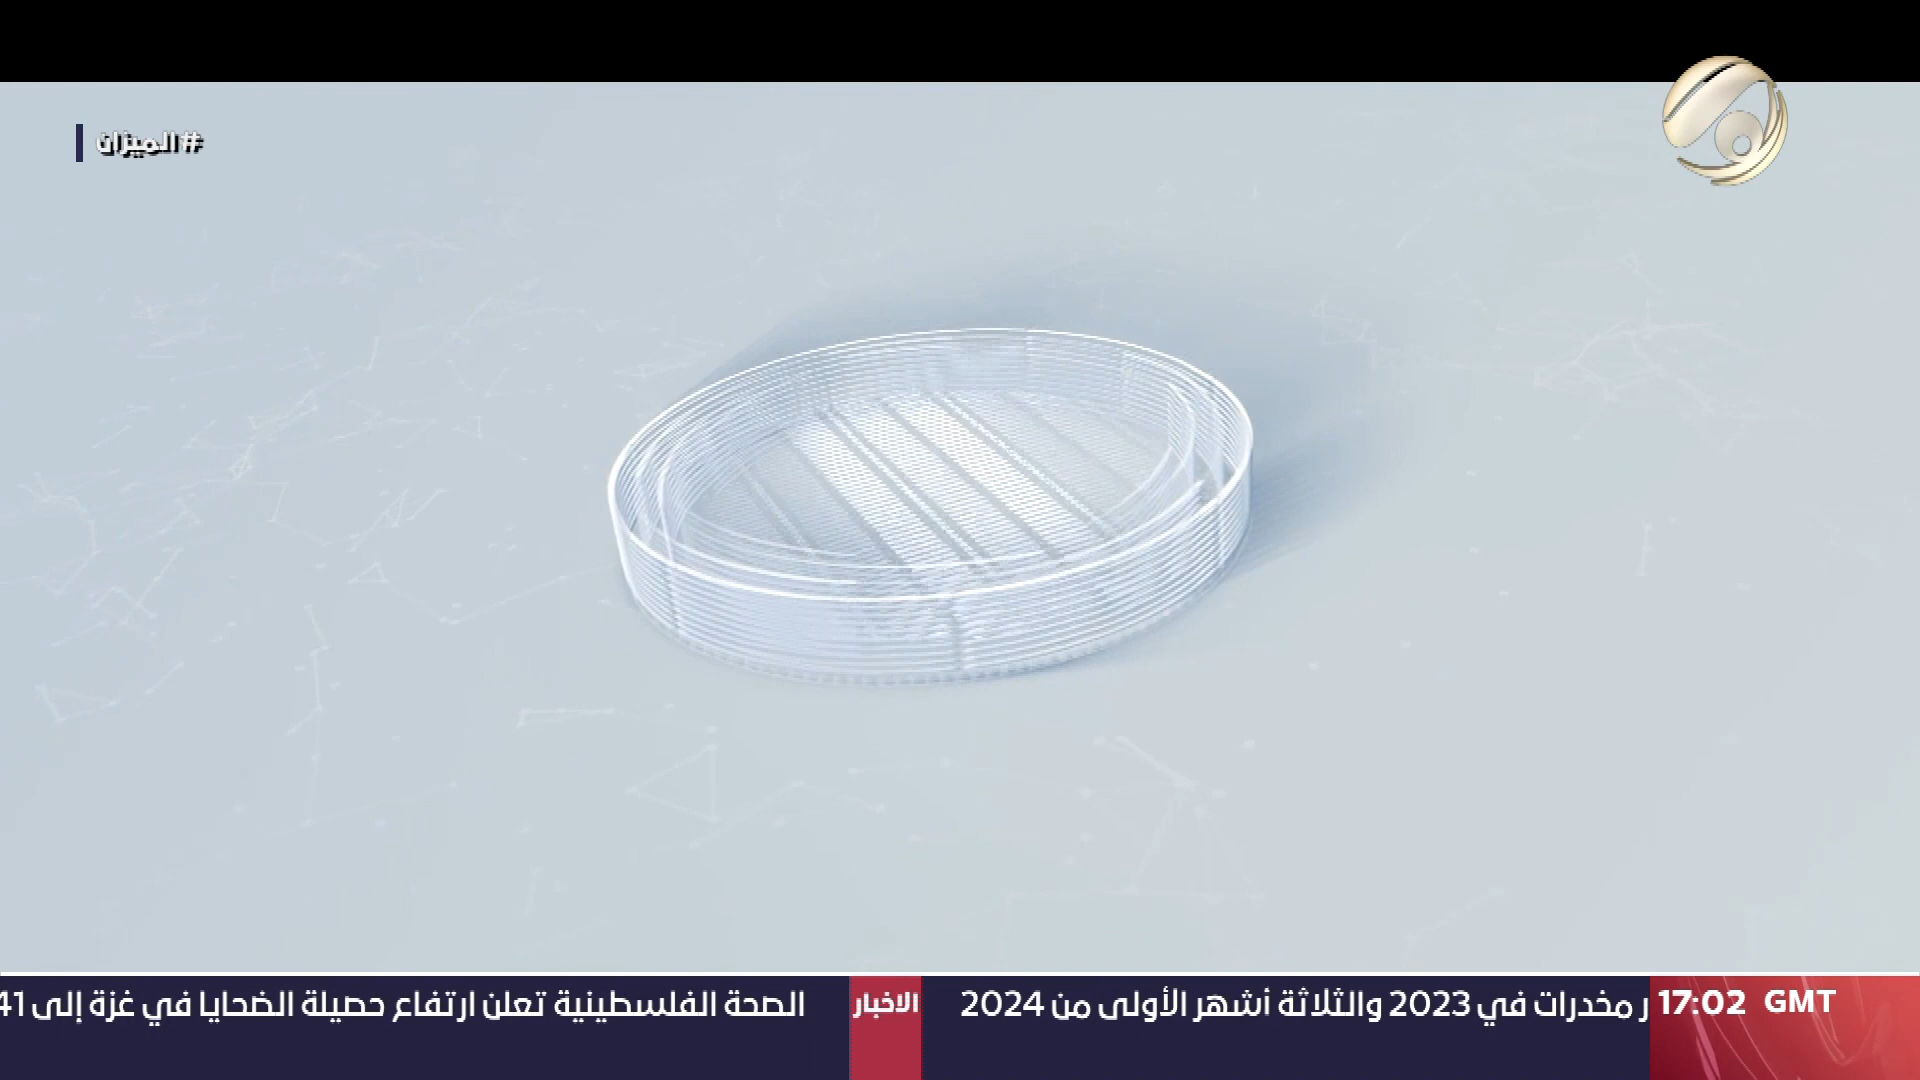 #الميزان
17:02 GMT
مخدرات في 2023 والثلاثة أشهر الأولى من 2024
الاخبار
الصحة الفلسطينية تعلن ارتفاع حصيلة الضحايا في غزة إلى